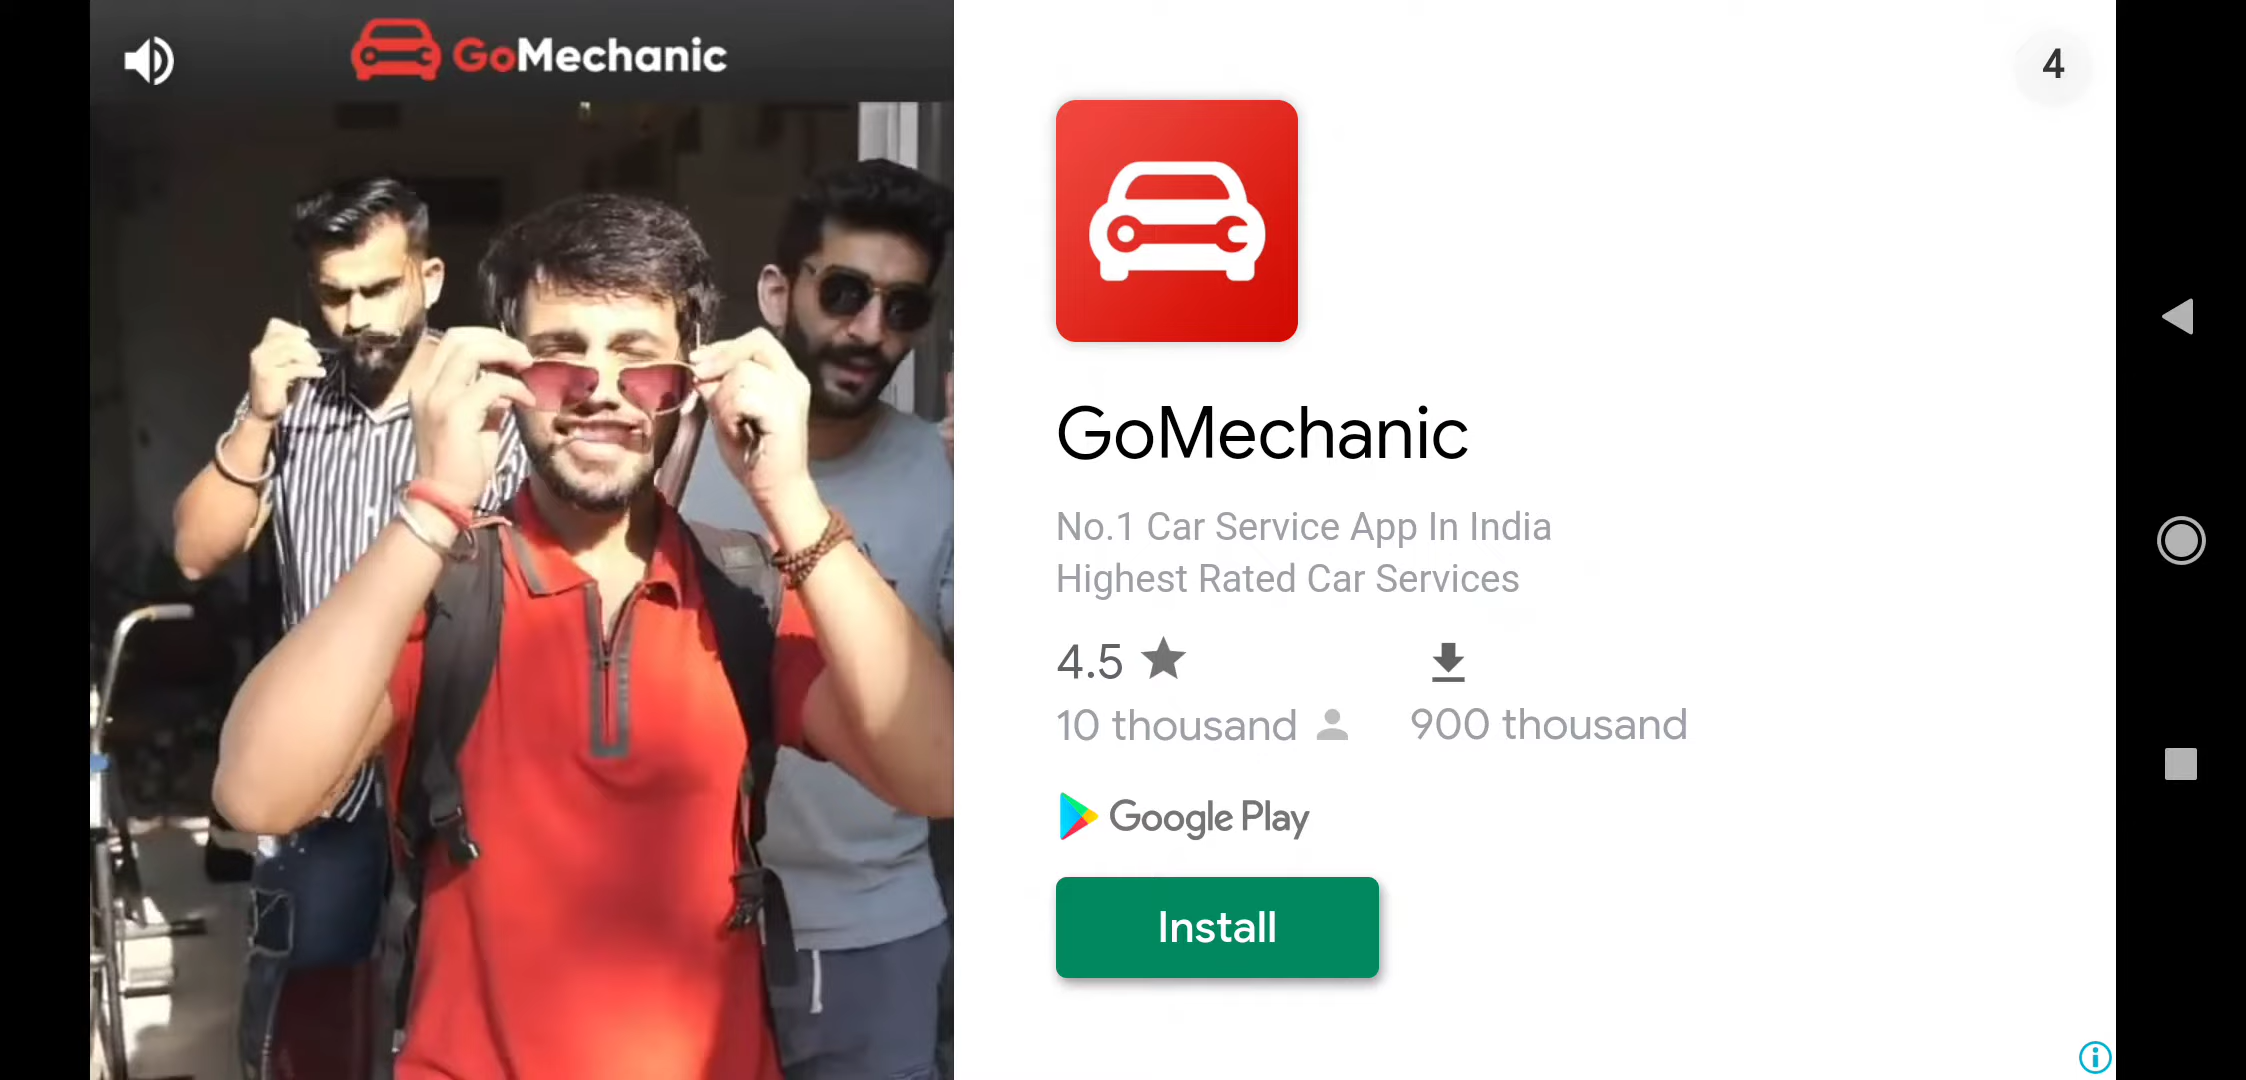 GoMechanic
4
GoMechanic
No.1 Car Service App In India
Highest Rated Car Services
4.5
10 thousand
900 thousand
Google Play
Install